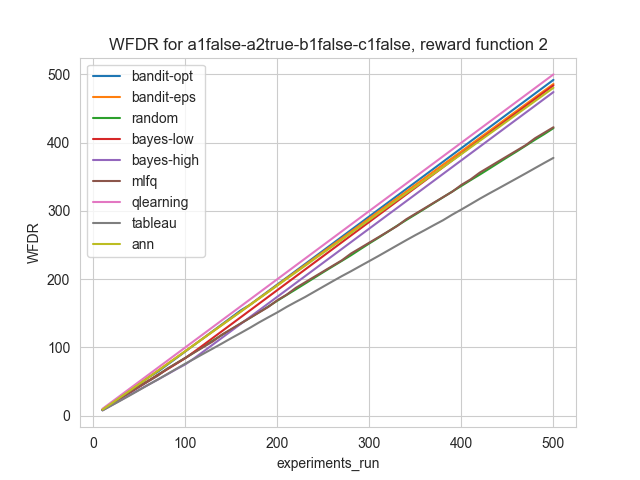 WFDR for a1false-a2true-b1false-c1false, reward function 2
bandit-opt
bandit-eps
random
bayes-low
bayes-high
mlfq
qlearning
tableau
ann
500
400
300
200
100
0
WFDR
0 100 200 300 400 500
experiments_run